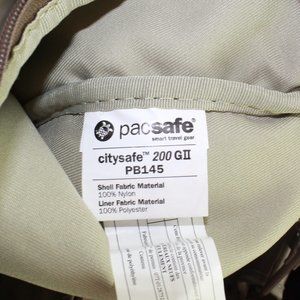 pacsafe®
smart travel gear
citysafe™ 200 GII
PB145
Shell Fabric Material
100% Nylon
Liner Fabric Material
100% Polyester